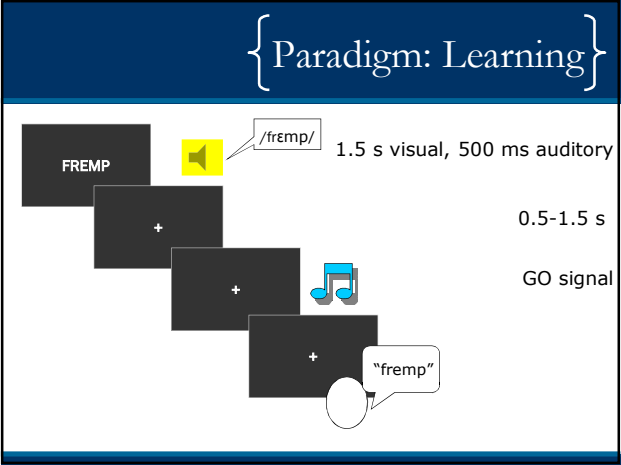 {Paradigm: Learning}
FREMP
/frɛmp/
1.5 s visual, 500 ms auditory
+
0.5-1.5 s
+
GO signal
+
“fremp”